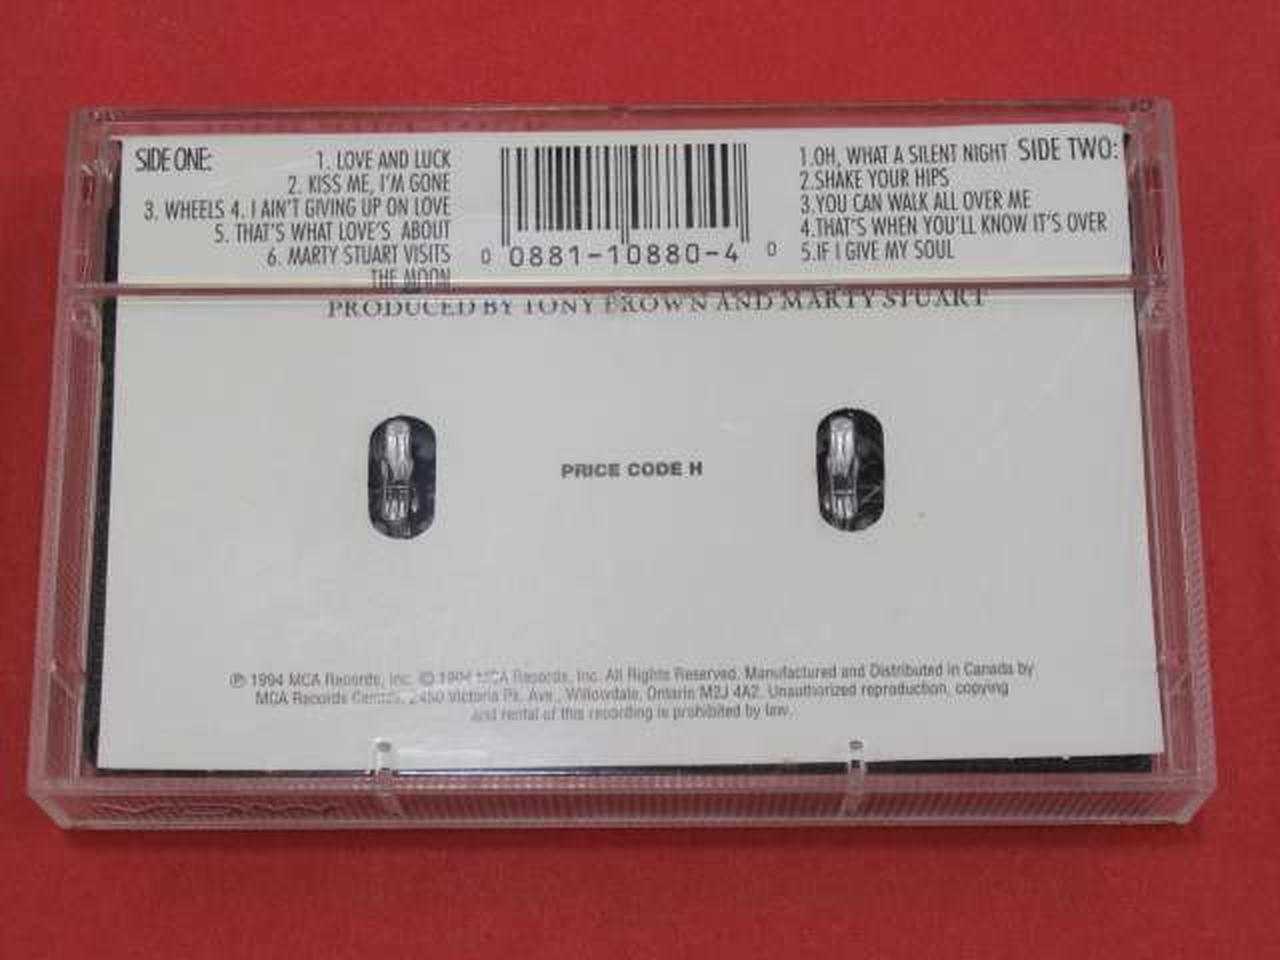 SIDE ONE:
1. LOVE AND LUCK
2. KISS ME, I'M GONE
3. WHEELS 4. I AIN'T GIVING UP ON LOVE
5. THAT'S WHAT LOVE'S ABOUT
6. MARTY STUART VISITS
THE MOON
0 0881-10880-4 0
1.OH, WHAT A SILENT NIGHT SIDE TWO:
2.SHAKE YOUR HIPS
3.YOU CAN WALK ALL OVER ME
4.THAT'S WHEN YOU'LL KNOW IT'S OVER
5.IF I GIVE MY SOUL
PRODUCED BY TONY BROWN AND MARTY STUART
PRICE CODE H
℗ 1994 MCA Records, Inc. © 1994 MCA Records, Inc. All Rights Reserved. Manufactured and Distributed in Canada by
MCA Records Canada, 2450 Victoria Pk. Ave., Willowdale, Ontario M2J 4A2. Unauthorized reproduction, copying
and rental of this recording is prohibited by law.